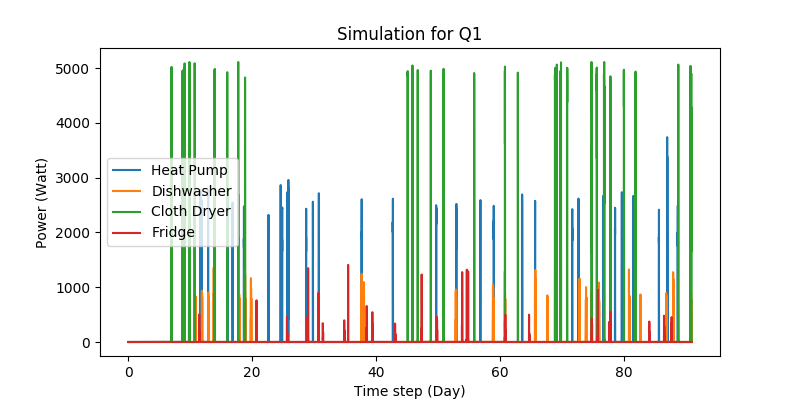 Simulation for Q1
Power (Watt)
5000
4000
3000
2000
1000
0
Heat Pump
Dishwasher
Cloth Dryer
Fridge
0 20 40 60 80
Time step (Day)